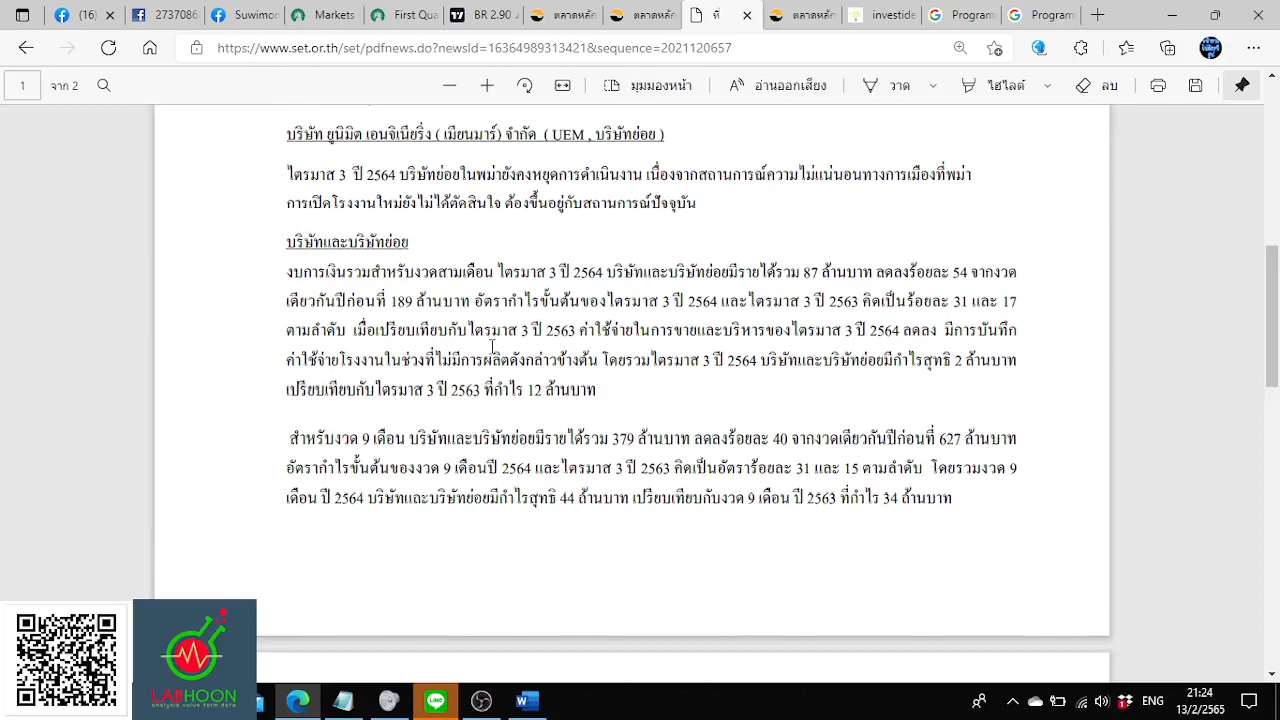 (16
2737086
Suwimon
Markets
First Qua
BR 2.90
ตลาดหลัก
ตลาดหลัก
ที่
ตลาดหลัก
ขั้นต
Program
Program
https://www.set.or.th/set/pdfnews.do?newsId=16364989313421&sequence=2021120657
1 จาก 2
มุมมองหน้า
อ่านออกเสียง
วาด
ไฮไลต์
ลบ
บริษัท ยูนิมิต เอนจิเนียริ่ง ( เมียนมาร์) จำกัด ( UEM , บริษัทย่อย )
ไตรมาส 3 ปี 2564 บริษัทย่อยในพม่ายังคงหยุดการดำเนินงาน เนื่องจากสถานการณ์ความไม่แน่นอนทางการเมืองที่พม่า
การเปิดโรงงานใหม่ยังไม่ได้ตัดสินใจ ต้องขึ้นอยู่กับสถานการณ์ปัจจุบัน
บริษัทและบริษัทย่อย
งบการเงินรวมสำหรับงวดสามเดือน ไตรมาส 3 ปี 2564 บริษัทและบริษัทย่อยมีรายได้รวม 87 ล้านบาท ลดลงร้อยละ 54 จากงวด
เดียวกันปีก่อนที่ 189 ล้านบาท อัตรากำไรขั้นต้นของไตรมาส 3 ปี 2564 และไตรมาส 3 ปี 2563 คิดเป็นร้อยละ 31 และ 17
ตามลำดับ เมื่อเปรียบเทียบกับไตรมาส 3 ปี 2563 ค่าใช้จ่ายในการขายและบริหารของไตรมาส 3 ปี 2564 ลดลง มีการบันทึก
ค่าใช้จ่ายโรงงานในช่วงที่ไม่มีการผลิตดังกล่าวข้างต้น โดยรวมไตรมาส 3 ปี 2564 บริษัทและบริษัทย่อยมีกำไรสุทธิ 2 ล้านบาท
เปรียบเทียบกับไตรมาส 3 ปี 2563 ที่กำไร 12 ล้านบาท
สำหรับงวด 9 เดือน บริษัทและบริษัทย่อยมีรายได้รวม 379 ล้านบาท ลดลงร้อยละ 40 จากงวดเดียวกันปีก่อนที่ 627 ล้านบาท
อัตรากำไรขั้นต้นของงวด 9 เดือนปี 2564 และไตรมาส 3 ปี 2563 คิดเป็นอัตราร้อยละ 31 และ 15 ตามลำดับ โดยรวมงวด 9
เดือน ปี 2564 บริษัทและบริษัทย่อยมีกำไรสุทธิ 44 ล้านบาท เปรียบเทียบกับงวด 9 เดือน ปี 2563 ที่กำไร 34 ล้านบาท
LABHOON
analysis value form data
ENG
21:24
13/2/2565